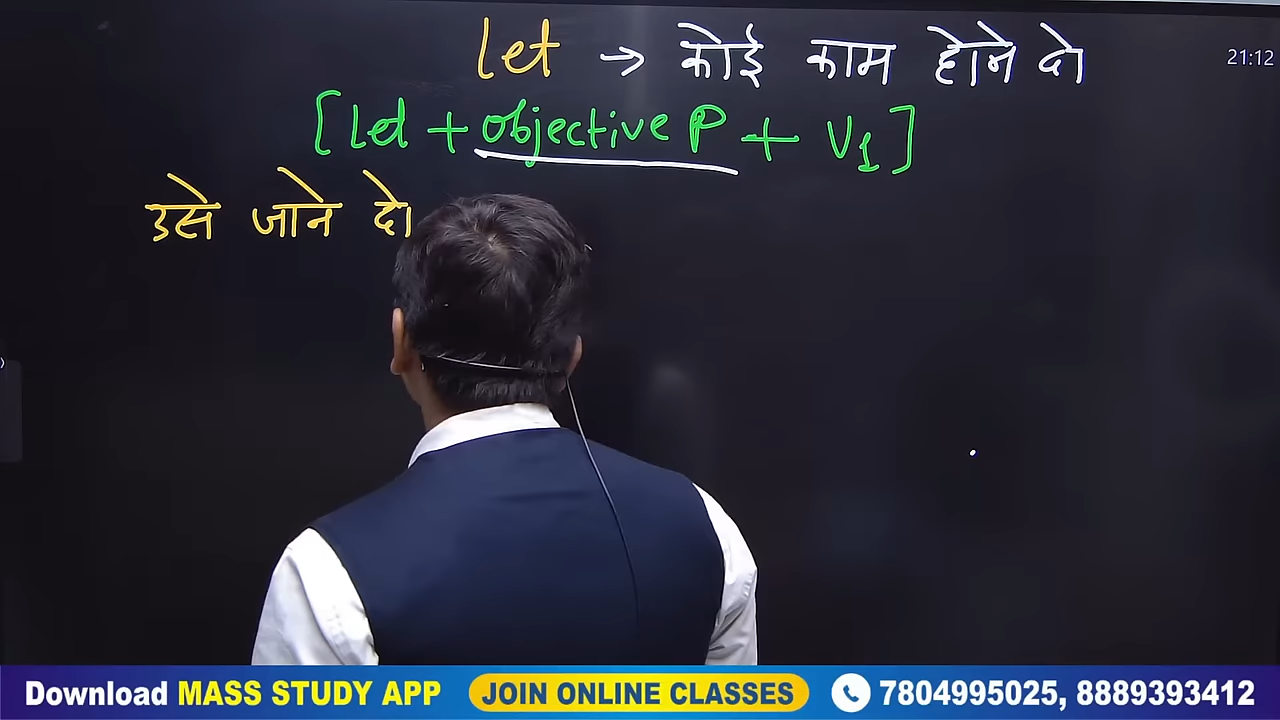 let → कोई काम होने दो
21:12
[let + objective P + V1]
उसे जाने दो
Download MASS STUDY APP JOIN ONLINE CLASSES 7804995025, 8889393412